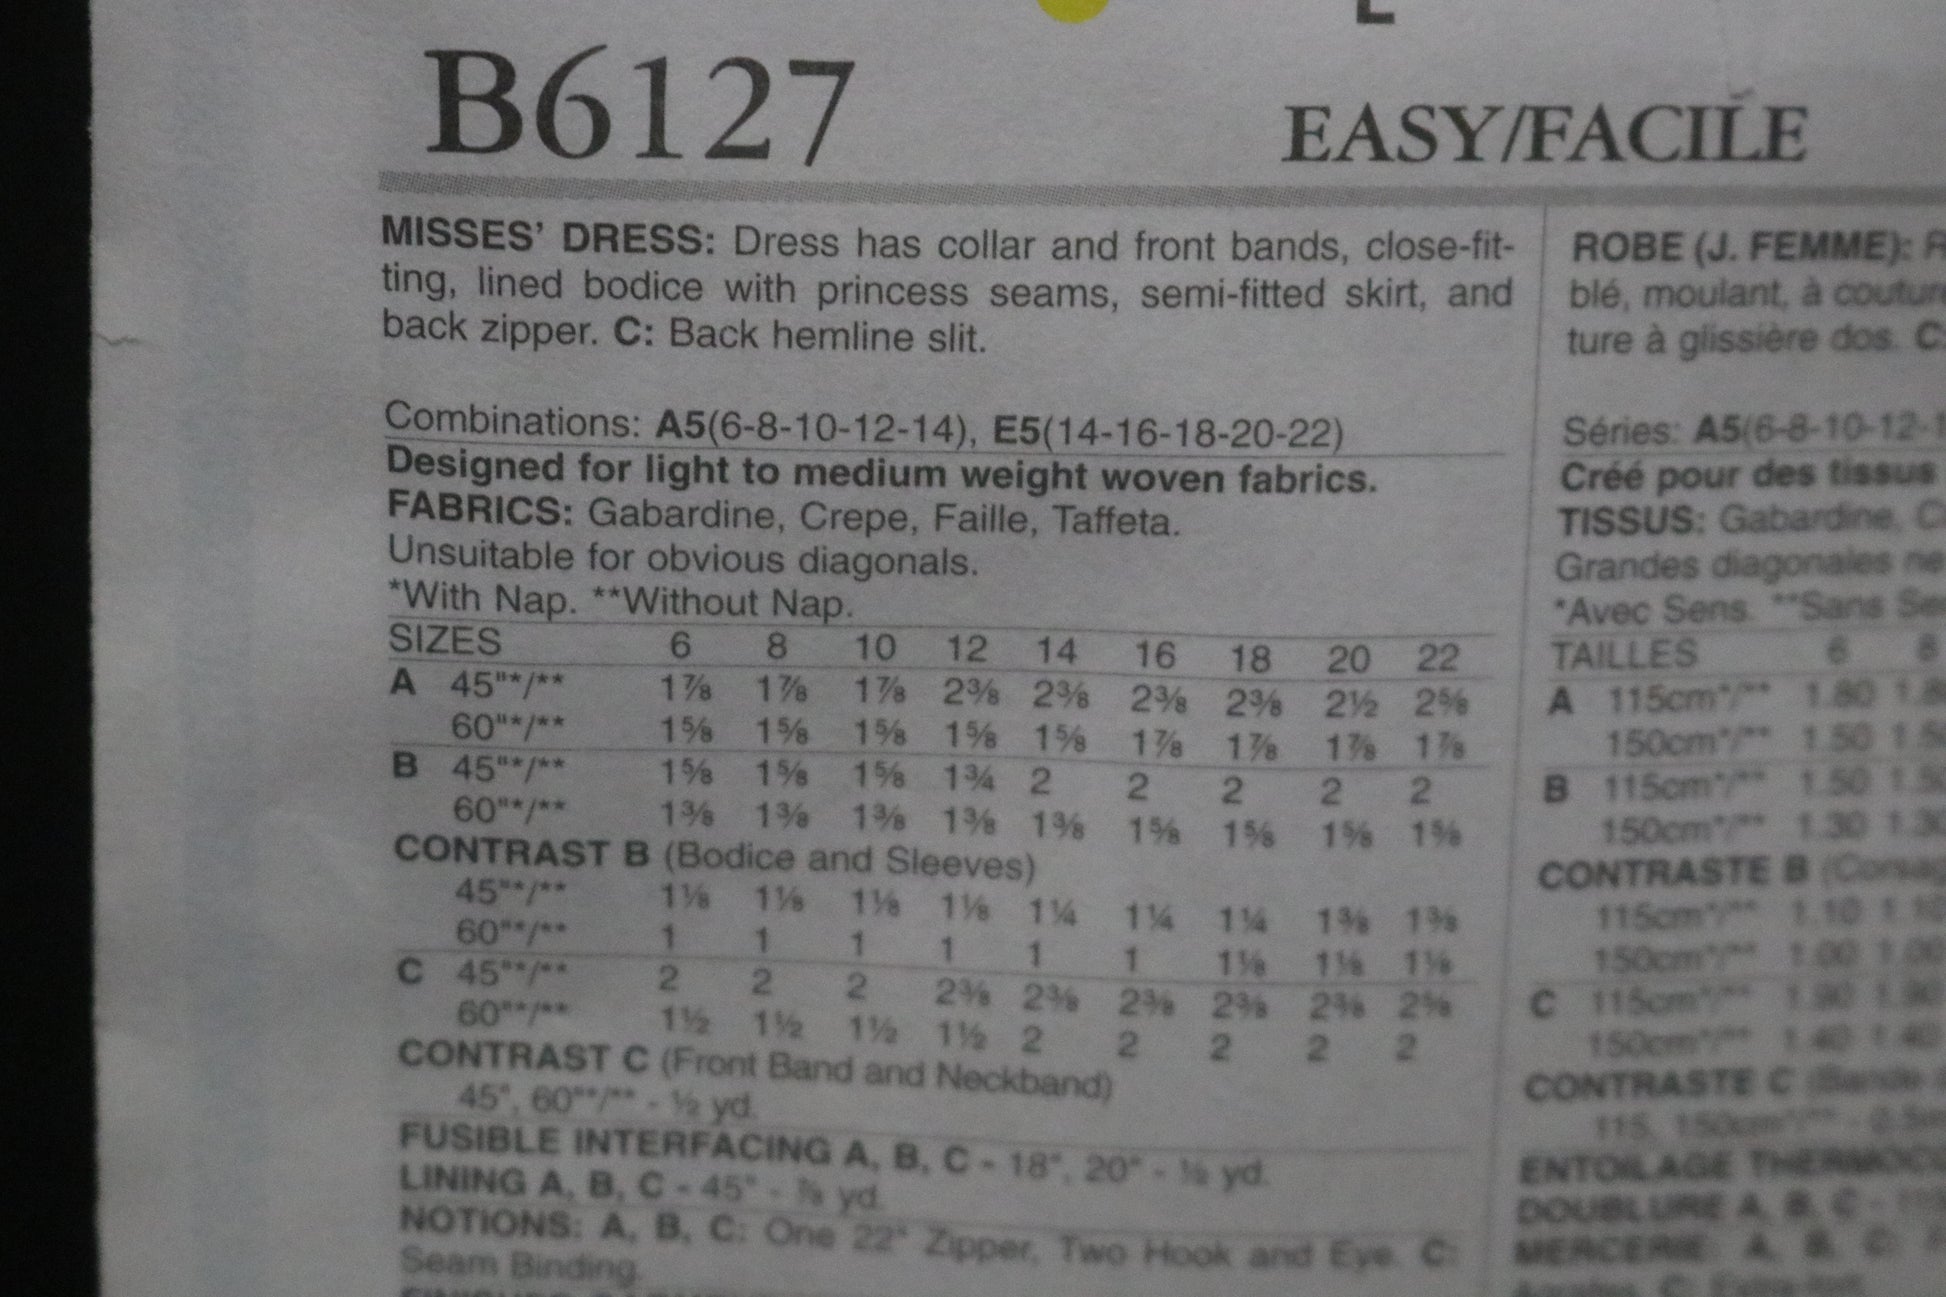 B6127
EASY/FACILE
MISSES' DRESS: Dress has collar and front bands, close-fit-
ting, lined bodice with princess seams, semi-fitted skirt, and
back zipper. C: Back hemline slit.
Combinations: A5(6-8-10-12-14), E5(14-16-18-20-22)
Designed for light to medium weight woven fabrics.
FABRICS: Gabardine, Crepe, Faille, Taffeta.
Unsuitable for obvious diagonals.
*With Nap. **Without Nap.
SIZES 6 8 10 12 14 16 18 20 22
A 45"*/** 1⅞ 1⅞ 1⅞ 2⅜ 2⅜ 2⅜ 2⅜ 2½ 2⅝
60"*/** 1⅝ 1⅝ 1⅝ 1⅝ 1⅝ 1⅞ 1⅞ 1⅞ 1⅞
B 45"*/** 1⅝ 1⅝ 1⅝ 1¾ 2 2 2 2 2
60"*/** 1⅜ 1⅜ 1⅜ 1⅜ 1⅜ 1⅝ 1⅝ 1⅝ 1⅝
CONTRAST B (Bodice and Sleeves)
45"*/** 1⅛ 1⅛ 1⅛ 1⅛ 1¼ 1¼ 1¼ 1⅜ 1⅜
60"*/** 1 1 1 1 1 1 1⅛ 1⅛ 1⅛
C 45"*/** 2 2 2 2⅜ 2⅜ 2⅜ 2⅜ 2⅜
60"*/** 1½ 1½ 1½ 1½ 2 2 2 2 2
CONTRAST C (Front Band and Neckband)
45", 60"*/** - ½ yd.
FUSIBLE INTERFACING A, B, C - 18", 20" - yd.
LINING A, B, C - 45" - ⅞ yd.
NOTIONS: A, B, C: One 22" Zipper, Two Hook and Eye. C:
Seam Binding.
ROBE (J. FEMME):
blé, moulant, à
ture à glissière dos. C:
Séries: A5(6-8-10-12-
Créé pour des tissus
TISSUS: Gabardine,
Grandes diagonales
*Avec Sens. **Sans
TAILLES 6 8
A 115cm*/** 1.80
150cm*/** 1.50
B 115cm*/** 1.50
150cm*/** 1.30
CONTRASTE B
115cm*/** 1.10
150cm*/** 1.00
C 115cm*/** 1.90
150cm*/** 1.40
CONTRASTE C
115, 150cm*/**
ENTOILAGE
DOUBLURE A, B, C
MERCERIE: A, B, C: